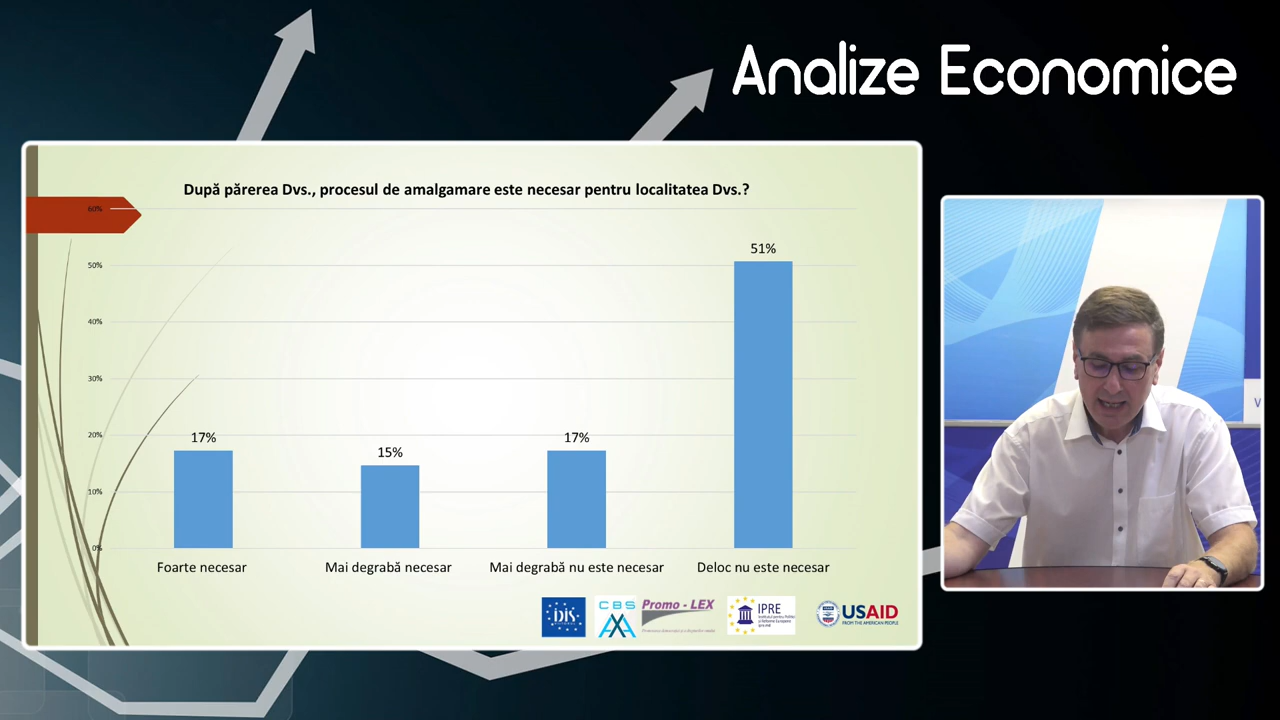 Analize Economice
După părerea Dvs., procesul de amalgamare este necesar pentru localitatea Dvs.?
60%
50%
40%
30%
20%
10%
0%
17%
15%
17%
51%
Foarte necesar
Mai degrabă necesar
Mai degrabă nu este necesar
Deloc nu este necesar
DIS
CBS
AXA
Promo - LEX
IPRE
USAID
FROM THE AMERICAN PEOPLE
V